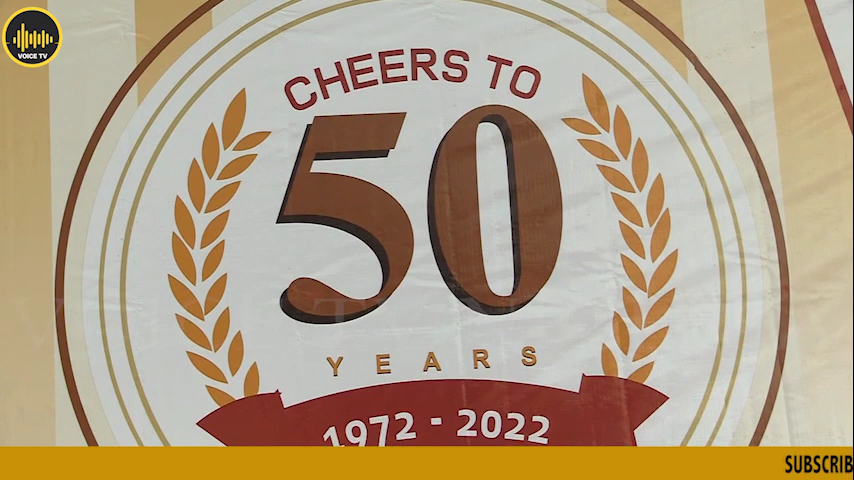 VOICE TV
CHEERS TO
50
YEARS
1972 - 2022
SUBSCRIB